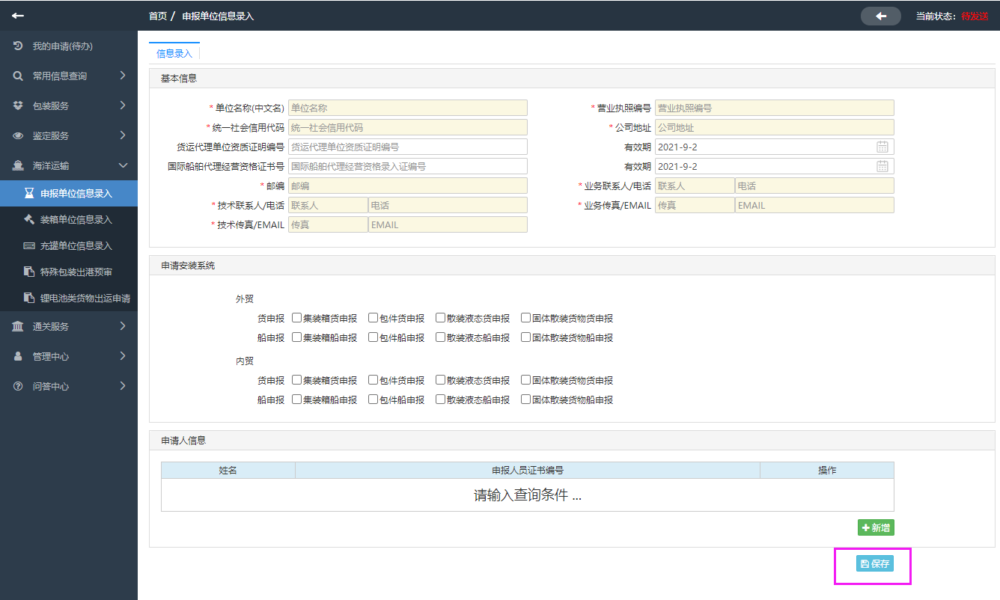 首页 / 申报单位信息录入
当前状态：待发送
我的申请(待办)
常用信息查询
包装服务
鉴定服务
海洋运输
申报单位信息录入
装箱单位信息录入
充罐单位信息录入
特殊包装出港预审
锂电池类货物出运申请
通关服务
管理中心
问答中心
信息录入
基本信息
* 单位名称(中文名) 单位名称 * 营业执照编号 营业执照编号
* 统一社会信用代码 统一社会信用代码 * 公司地址 公司地址
货运代理单位资质证明编号 货运代理单位资质证明编号 有效期 2021-9-2
国际船舶代理经营资格证书号 国际船舶代理经营资格录入证编号 有效期 2021-9-2
* 邮编 邮编 * 业务联系人/电话 联系人 电话
* 技术联系人/电话 联系人 电话 * 业务传真/EMAIL 传真 EMAIL
* 技术传真/EMAIL 传真 EMAIL
申请安装系统
外贸
货申报 集装箱货申报 包件货申报 散装液态货申报 固体散装货物货申报
船申报 集装箱船申报 包件船申报 散装液态船申报 固体散装货物船申报
内贸
货申报 集装箱货申报 包件货申报 散装液态货申报 固体散装货物货申报
船申报 集装箱船申报 包件船申报 散装液态船申报 固体散装货物船申报
申请人信息
姓名 申报人员证书编号 操作
请输入查询条件 ...
新增
保存